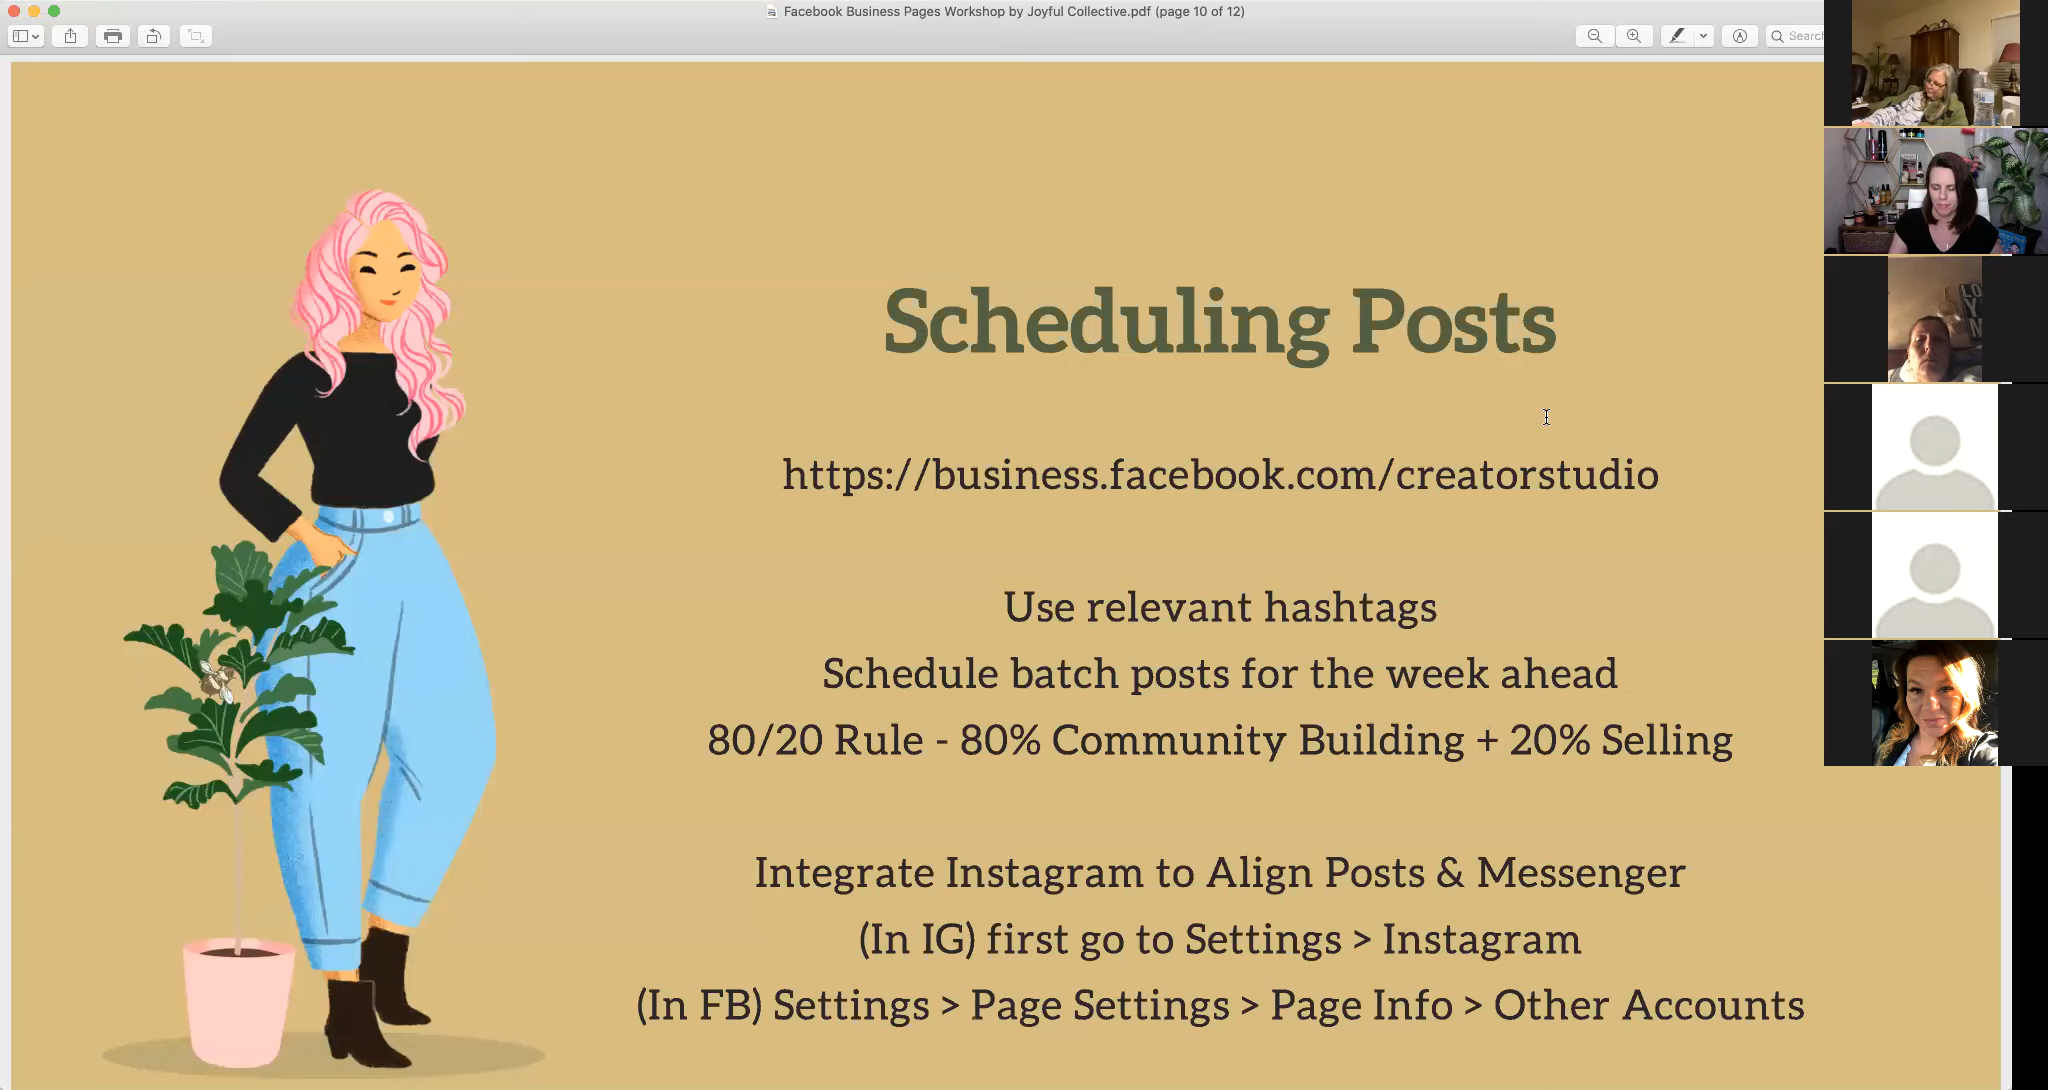 Facebook Business Pages Workshop by Joyful Collective.pdf (page 10 of 12)
Search
Scheduling Posts
https://business.facebook.com/creatorstudio
Use relevant hashtags
Schedule batch posts for the week ahead
80/20 Rule - 80% Community Building + 20% Selling
Integrate Instagram to Align Posts & Messenger
(In IG) first go to Settings > Instagram
(In FB) Settings > Page Settings > Page Info > Other Accounts